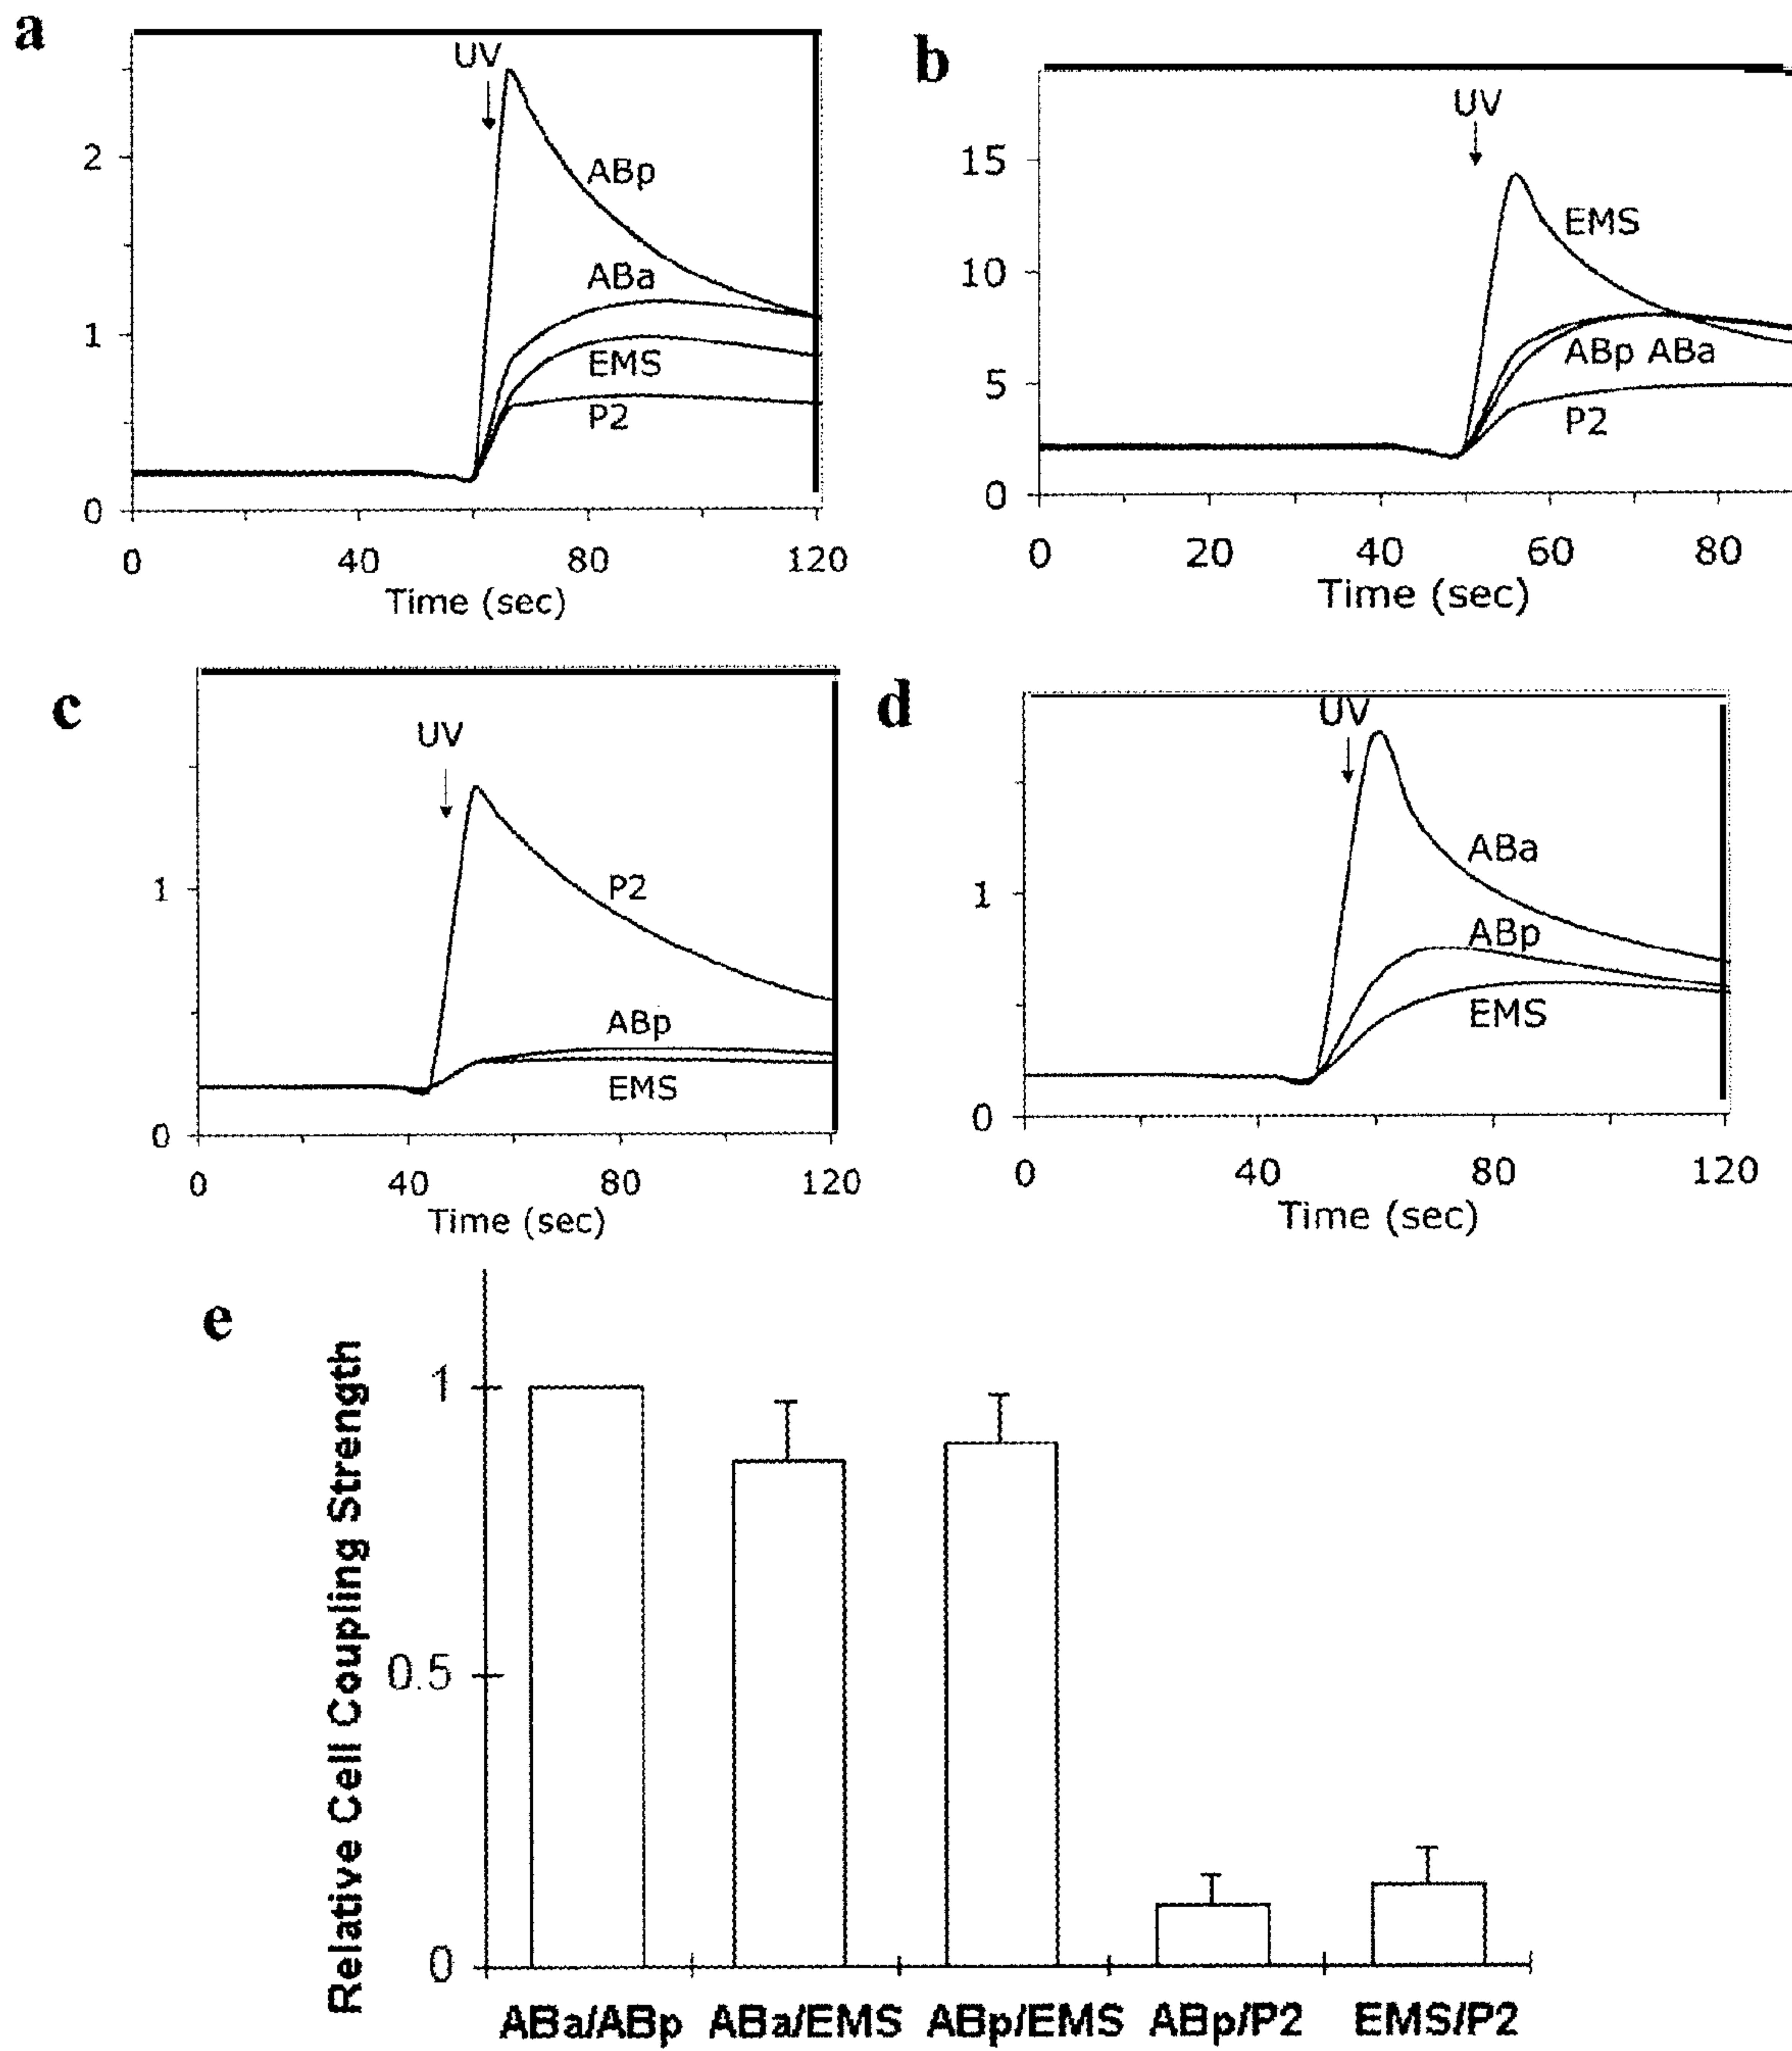 a
UV
ABp
ABa
EMS
P2
2
1
0
0 40 80 120
Time (sec)
b
UV
EMS
ABp ABa
P2
15
10
5
0
0 20 40 60 80
Time (sec)
c
UV
P2
ABp
EMS
1
0
0 40 80 120
Time (sec)
d
UV
ABa
ABp
EMS
1
0
0 40 80 120
Time (sec)
e
Relative Cell Coupling Strength
1
0.5
0
ABa/ABp ABa/EMS ABp/EMS ABp/P2 EMS/P2